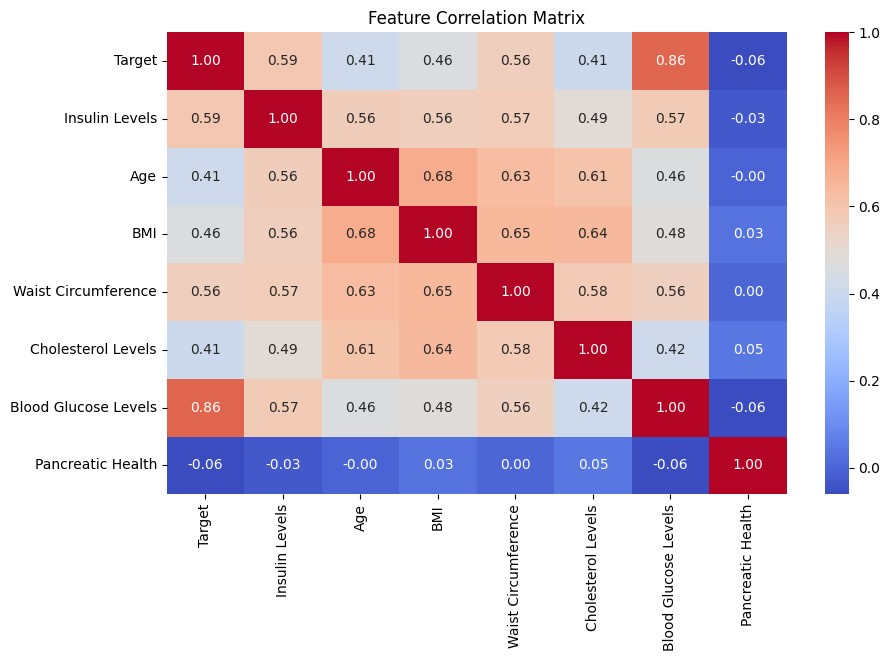 Feature Correlation Matrix
Target 1.00 0.59 0.41 0.46 0.56 0.41 0.86 -0.06
Insulin Levels 0.59 1.00 0.56 0.56 0.57 0.49 0.57 -0.03
Age 0.41 0.56 1.00 0.68 0.63 0.61 0.46 -0.00
BMI 0.46 0.56 0.68 1.00 0.65 0.64 0.48 0.03
Waist Circumference 0.56 0.57 0.63 0.65 1.00 0.58 0.56 0.00
Cholesterol Levels 0.41 0.49 0.61 0.64 0.58 1.00 0.42 0.05
Blood Glucose Levels 0.86 0.57 0.46 0.48 0.56 0.42 1.00 -0.06
Pancreatic Health -0.06 -0.03 -0.00 0.03 0.00 0.05 -0.06 1.00
Target
Insulin Levels
Age
BMI
Waist Circumference
Cholesterol Levels
Blood Glucose Levels
Pancreatic Health
1.0
0.8
0.6
0.4
0.2
0.0